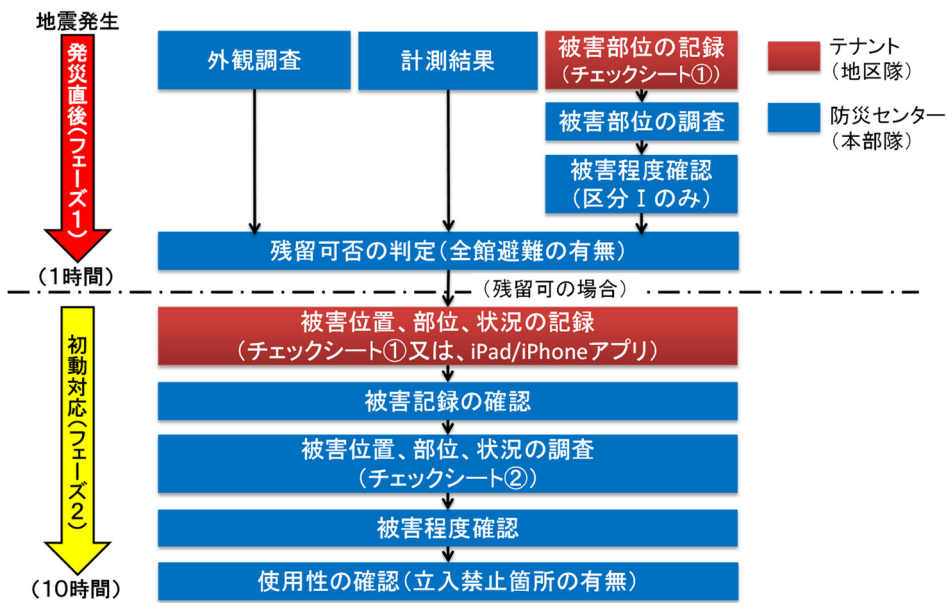 地震発生
発災直後(フェーズ1)
(1時間)
外観調査
計測結果
被害部位の記録
(チェックシート①)
被害部位の調査
被害程度確認
(区分Ⅰのみ)
テナント
(地区隊)
防災センター
(本部隊)
残留可否の判定(全館避難の有無)
(残留可の場合)
初動対応(フェーズ2)
(10時間)
被害位置、部位、状況の記録
(チェックシート①又は、iPad/iPhoneアプリ)
被害記録の確認
被害位置、部位、状況の調査
(チェックシート②)
被害程度確認
使用性の確認(立入禁止箇所の有無)